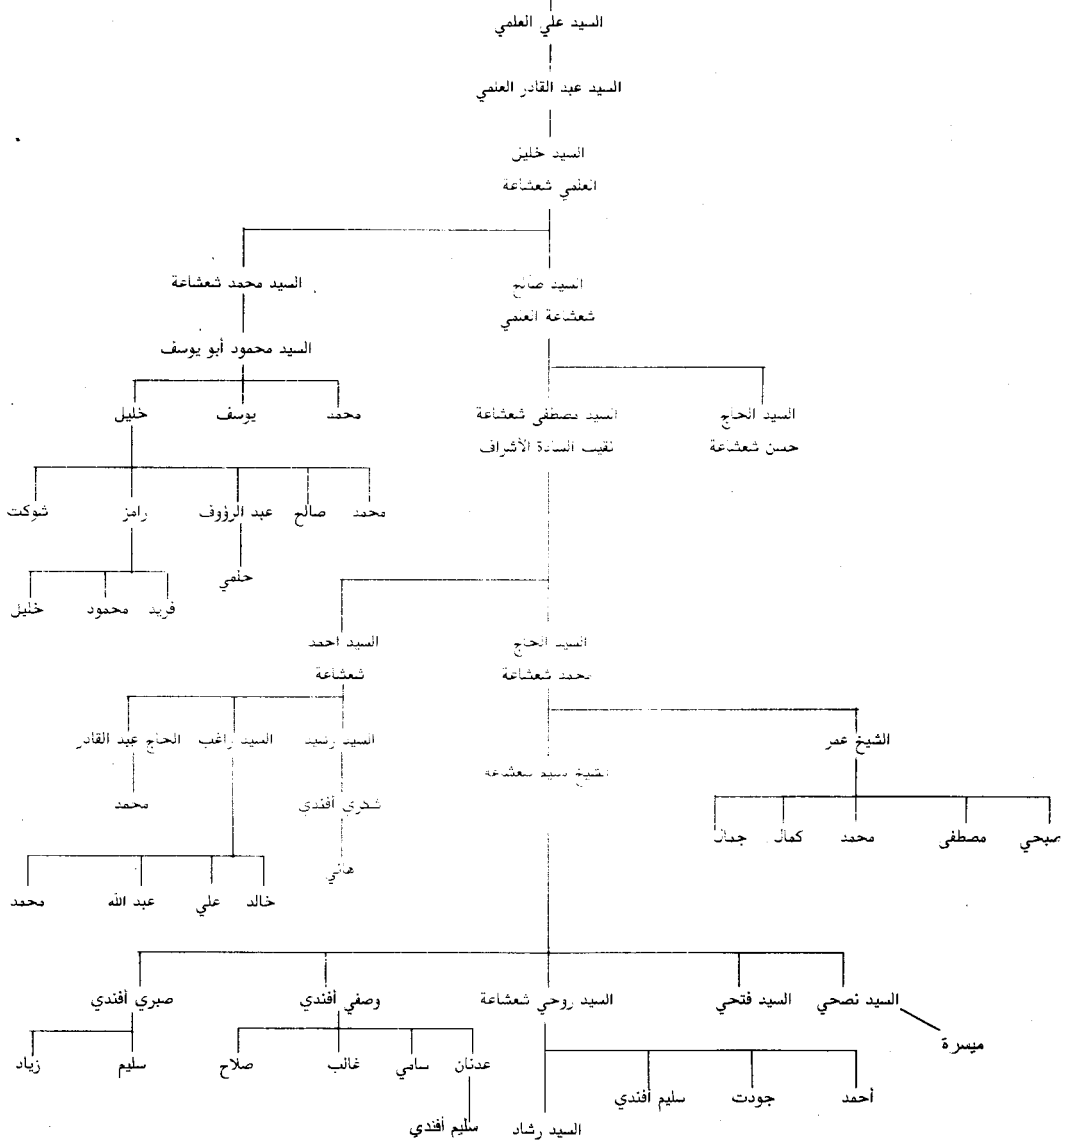 السيد علي العلمي
السيد عبد القادر العلمي
السيد خليل
العلمي شعشاعة
السيد صالح
شعشاعة العلمي
السيد محمد شعشاعة
السيد محمود أبو يوسف
السيد الحاج
حسن شعشاعة
السيد مصطفى شعشاعة
نقيب السادة الأشراف
محمد
يوسف
خليل
محمد
صالح
عبد الرؤوف
رامز
شوكت
حلمي
فريد
محمود
خليل
السيد الحاج
محمد شعشاعة
السيد احمد
شعشاعة
الشيخ عمر
الشيخ
شعشاعة
السيد رشيد
السيد راغب
الحاج عبد القادر
شكري أفندي
محمد
صبحي
مصطفى
محمد
كمال
جمال
هاني
خالد
علي
عبد الله
محمد
السيد نصحي
السيد فتحي
السيد روحي شعشاعة
وصفي أفندي
صبري أفندي
ميسرة
عدنان
سامي
غالب
صلاح
سليم
زياد
أحمد
جودت
سليم أفندي
السيد رشاد
سليم أفندي